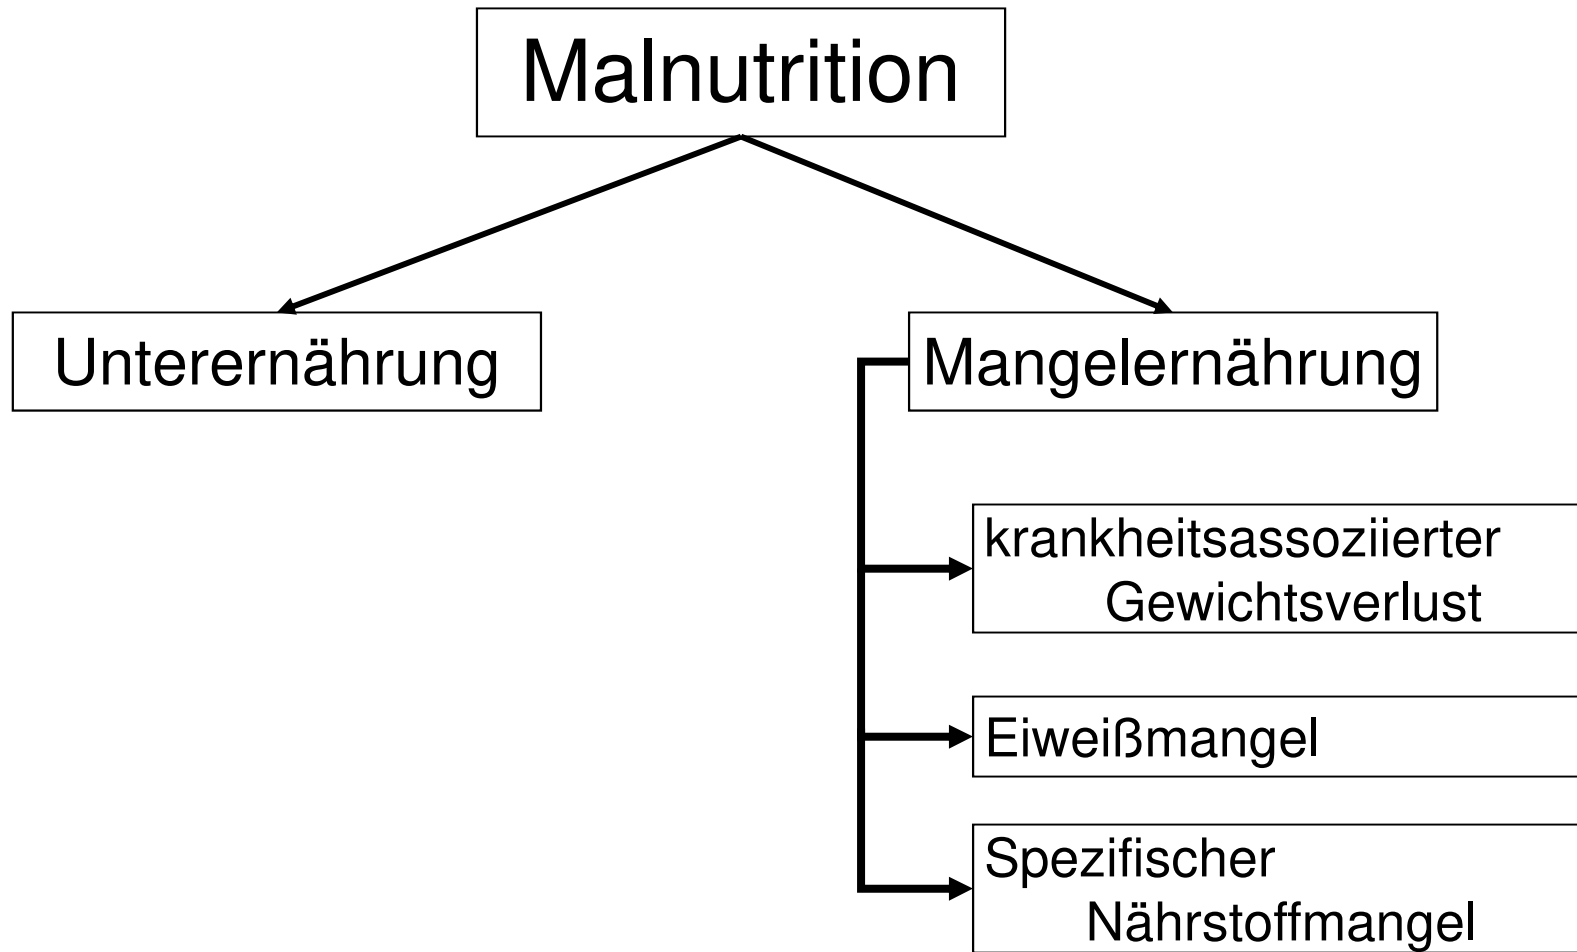 Malnutrition
Unterernährung
Mangelernährung
krankheitsassoziierter
Gewichtsverlust
Eiweißmangel
Spezifischer
Nährstoffmangel